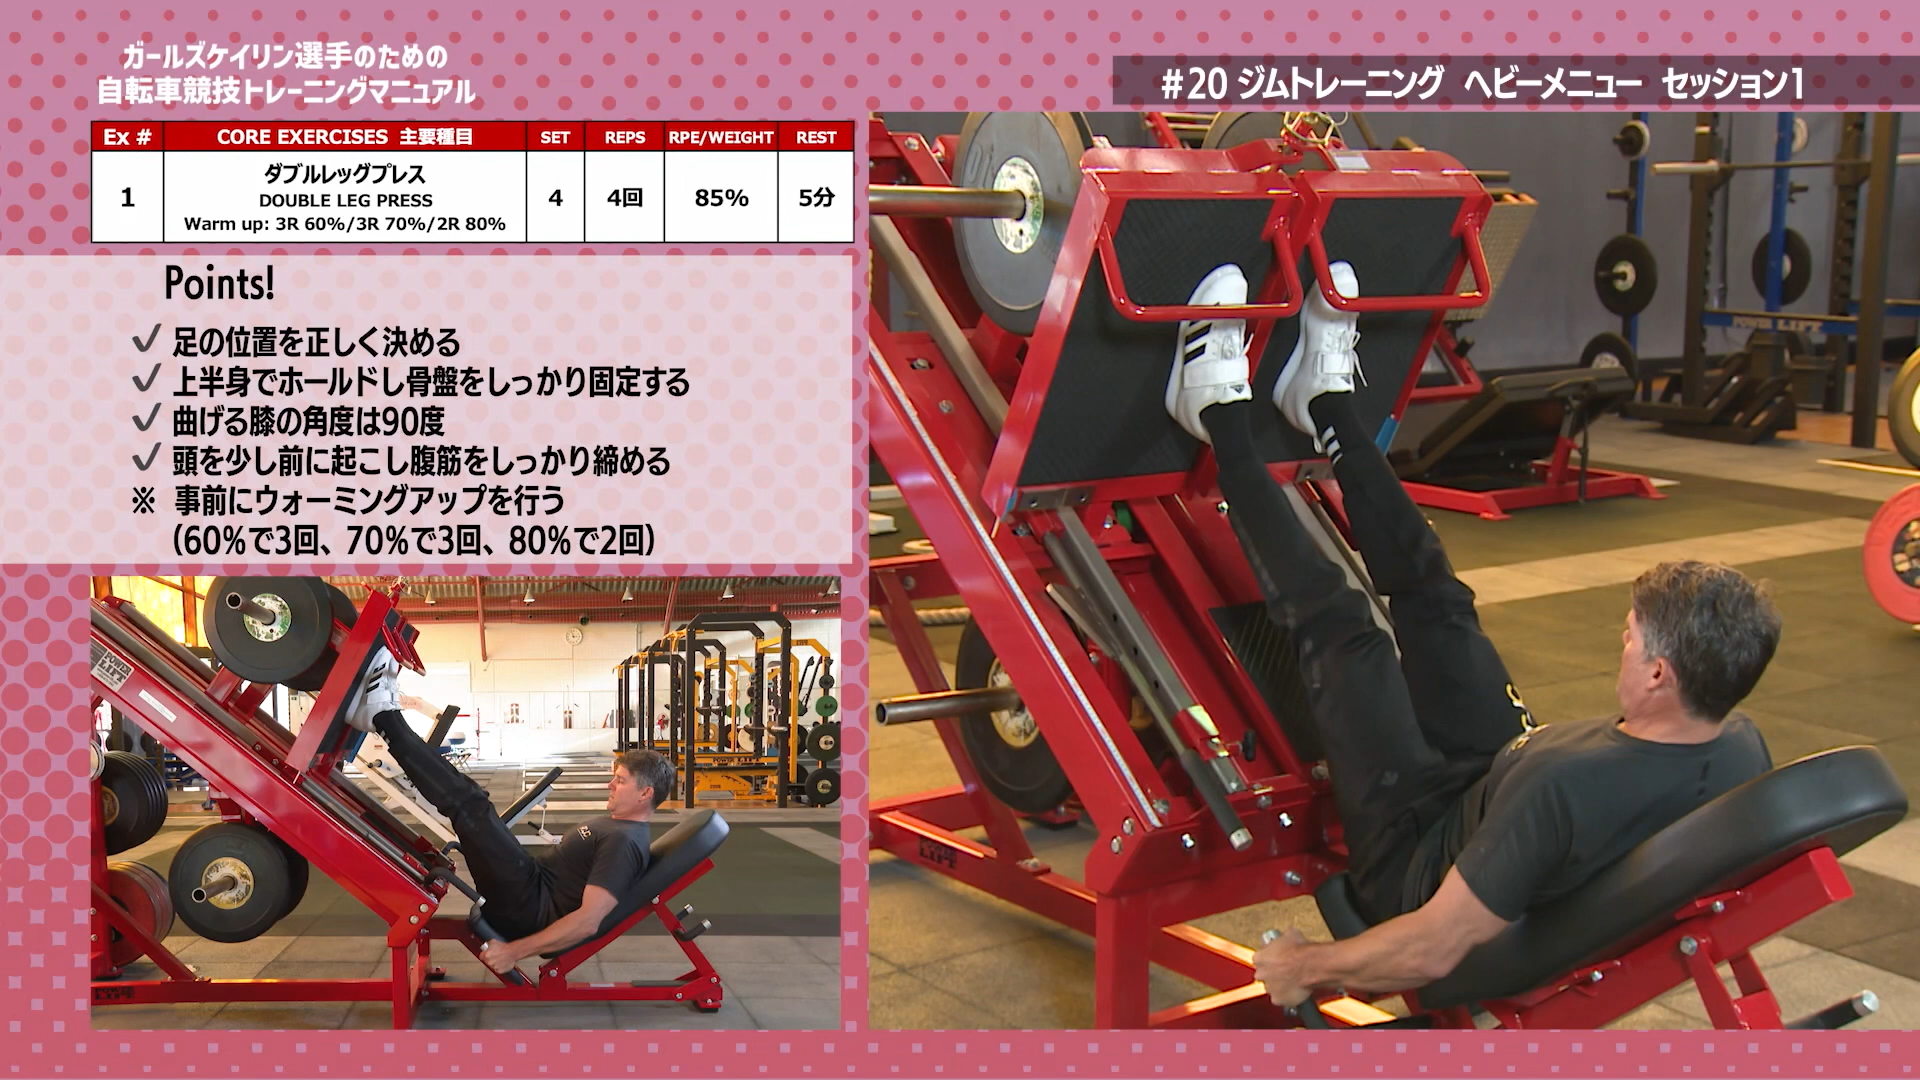 ガールズケイリン選手のための
自転車競技トレーニングマニュアル
#20 ジムトレーニング ヘビーメニュー セッション1
Ex # CORE EXERCISES 主要種目 SET REPS RPE/WEIGHT REST
1 ダブルレッグプレス 4 4回 85% 5分
DOUBLE LEG PRESS
Warm up: 3R 60%/3R 70%/2R 80%
Points!
✓ 足の位置を正しく決める
✓ 上半身でホールドし骨盤をしっかり固定する
✓ 曲げる膝の角度は90度
✓ 頭を少し前に起こし腹筋をしっかり締める
※ 事前にウォーミングアップを行う
(60%で3回、70%で3回、80%で2回)
POWER
LIFT
POWER LIFT
POWER
LIFT